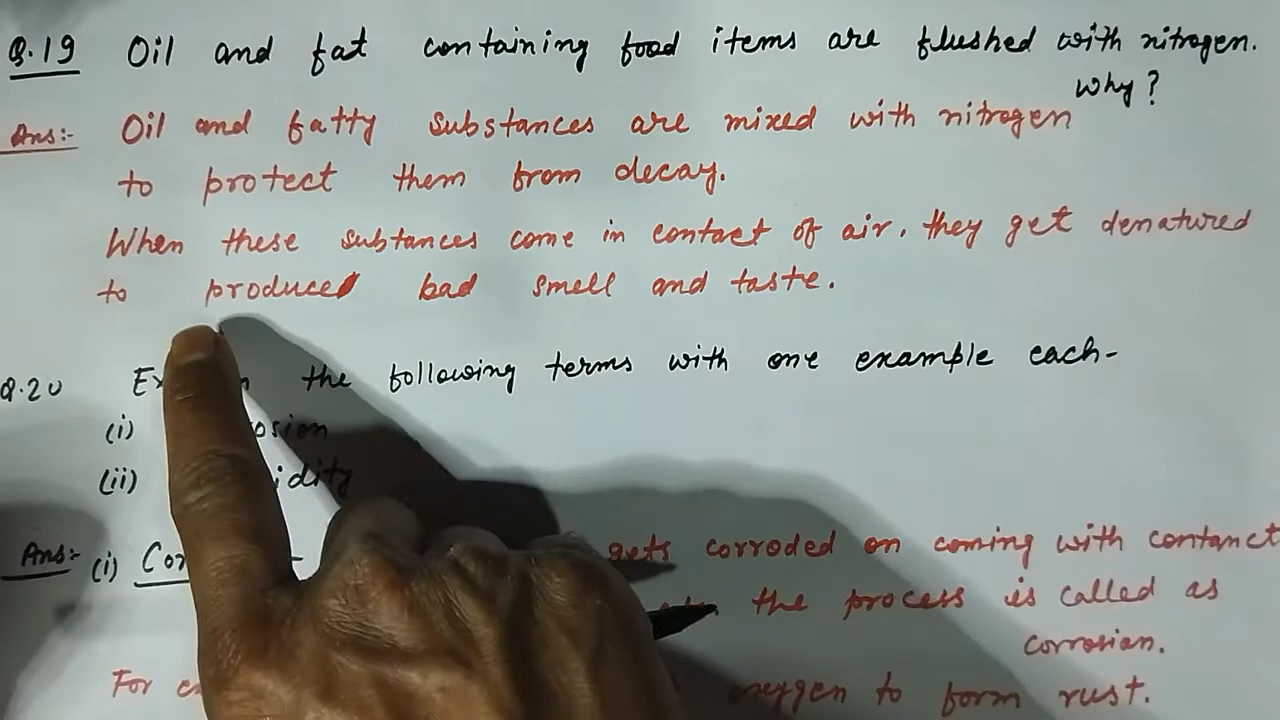 Q.19 Oil and fat containing food items are flushed with nitrogen.
Why?
Ans:- Oil and fatty substances are mixed with nitrogen
to protect them from decay.
When these subtances come in contact of air. they get denatured
to produce bad smell and taste.
Q.20 the following terms with one example each-
(i)
(ii)
Ans:- (i) gets corroded on coming with contanct
the process is called as
corrosian.
For oxygen to form rust.